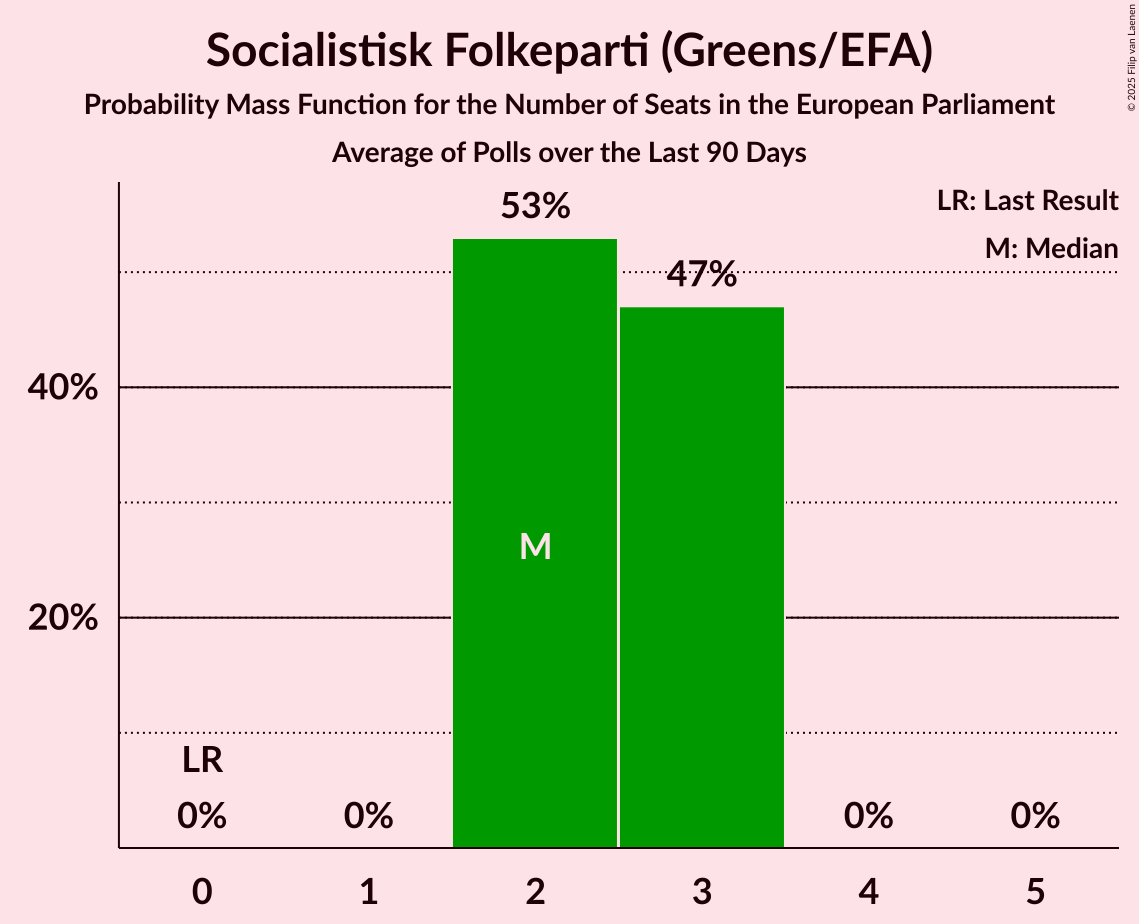 Socialistisk Folkeparti (Greens/EFA)
Probability Mass Function for the Number of Seats in the European Parliament
Average of Polls over the Last 90 Days
© 2025 Filip van Laenen
LR: Last Result
M: Median
53%
47%
40%
M
20%
LR
0%
0%
0%
0%
0
1
2
3
4
5